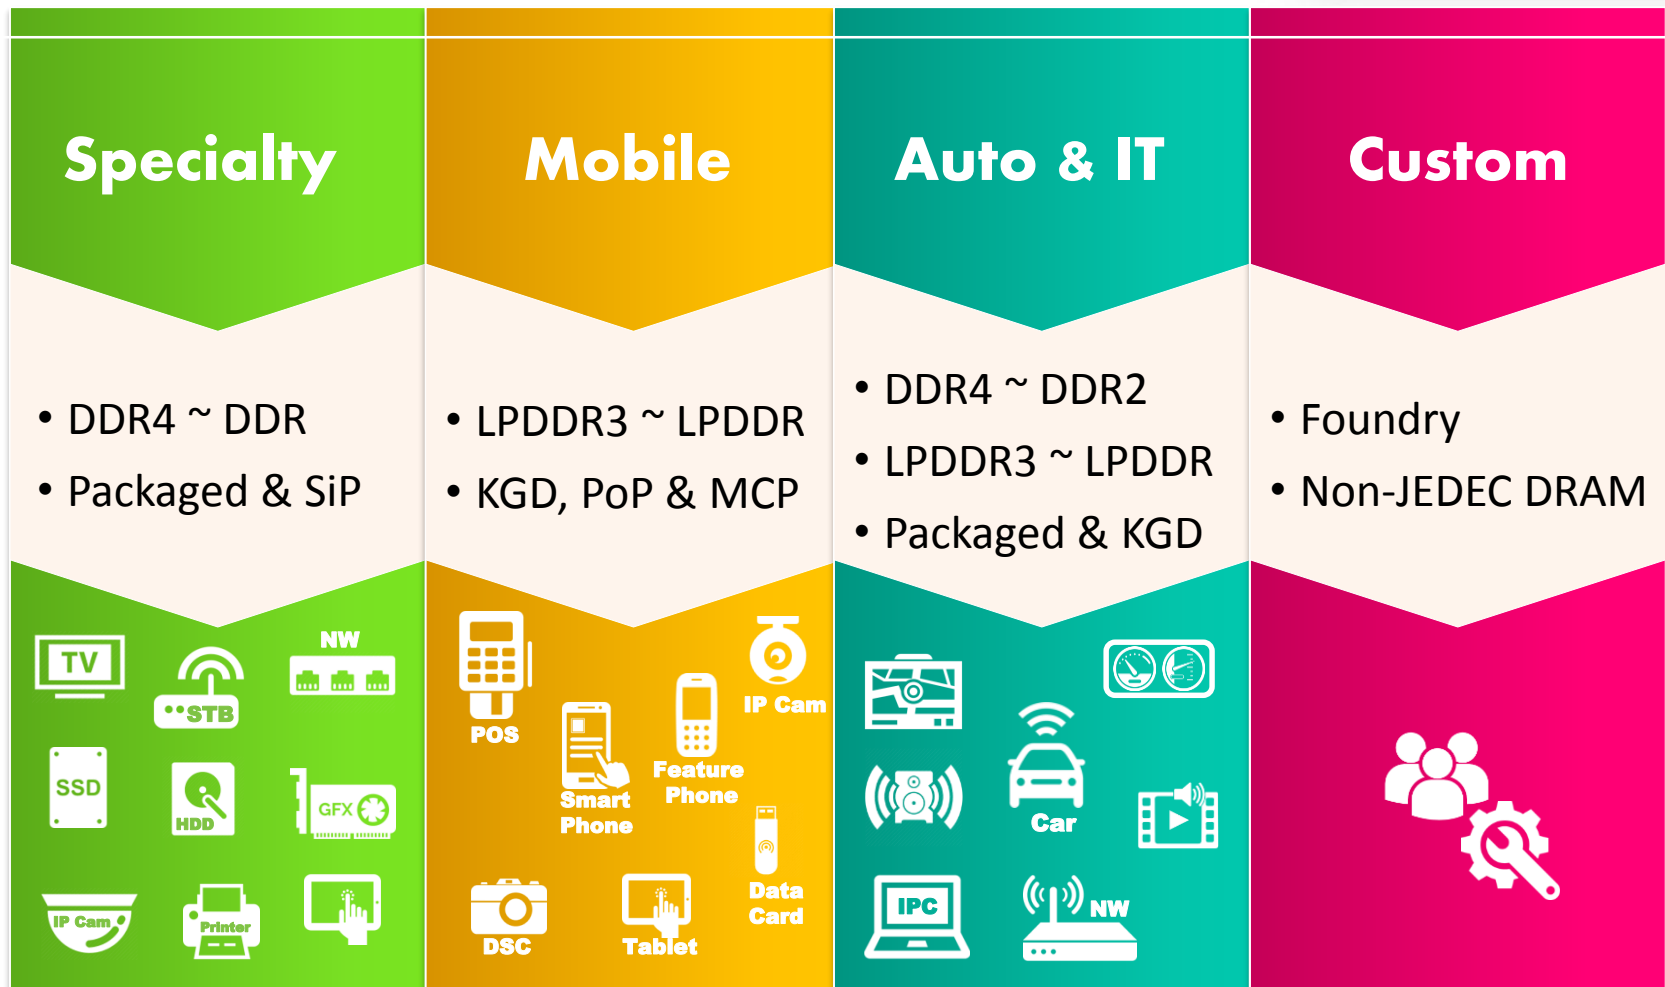 Specialty
• DDR4 ~ DDR
• Packaged & SiP
TV
STB
NW
SSD
HDD
GFX
IP Cam
Printer
Mobile
• LPDDR3 ~ LPDDR
• KGD, PoP & MCP
POS
Smart
Phone
Feature
Phone
IP Cam
Data
Card
DSC
Tablet
Auto & IT
• DDR4 ~ DDR2
• LPDDR3 ~ LPDDR
• Packaged & KGD
Car
IPC
NW
Custom
• Foundry
• Non-JEDEC DRAM